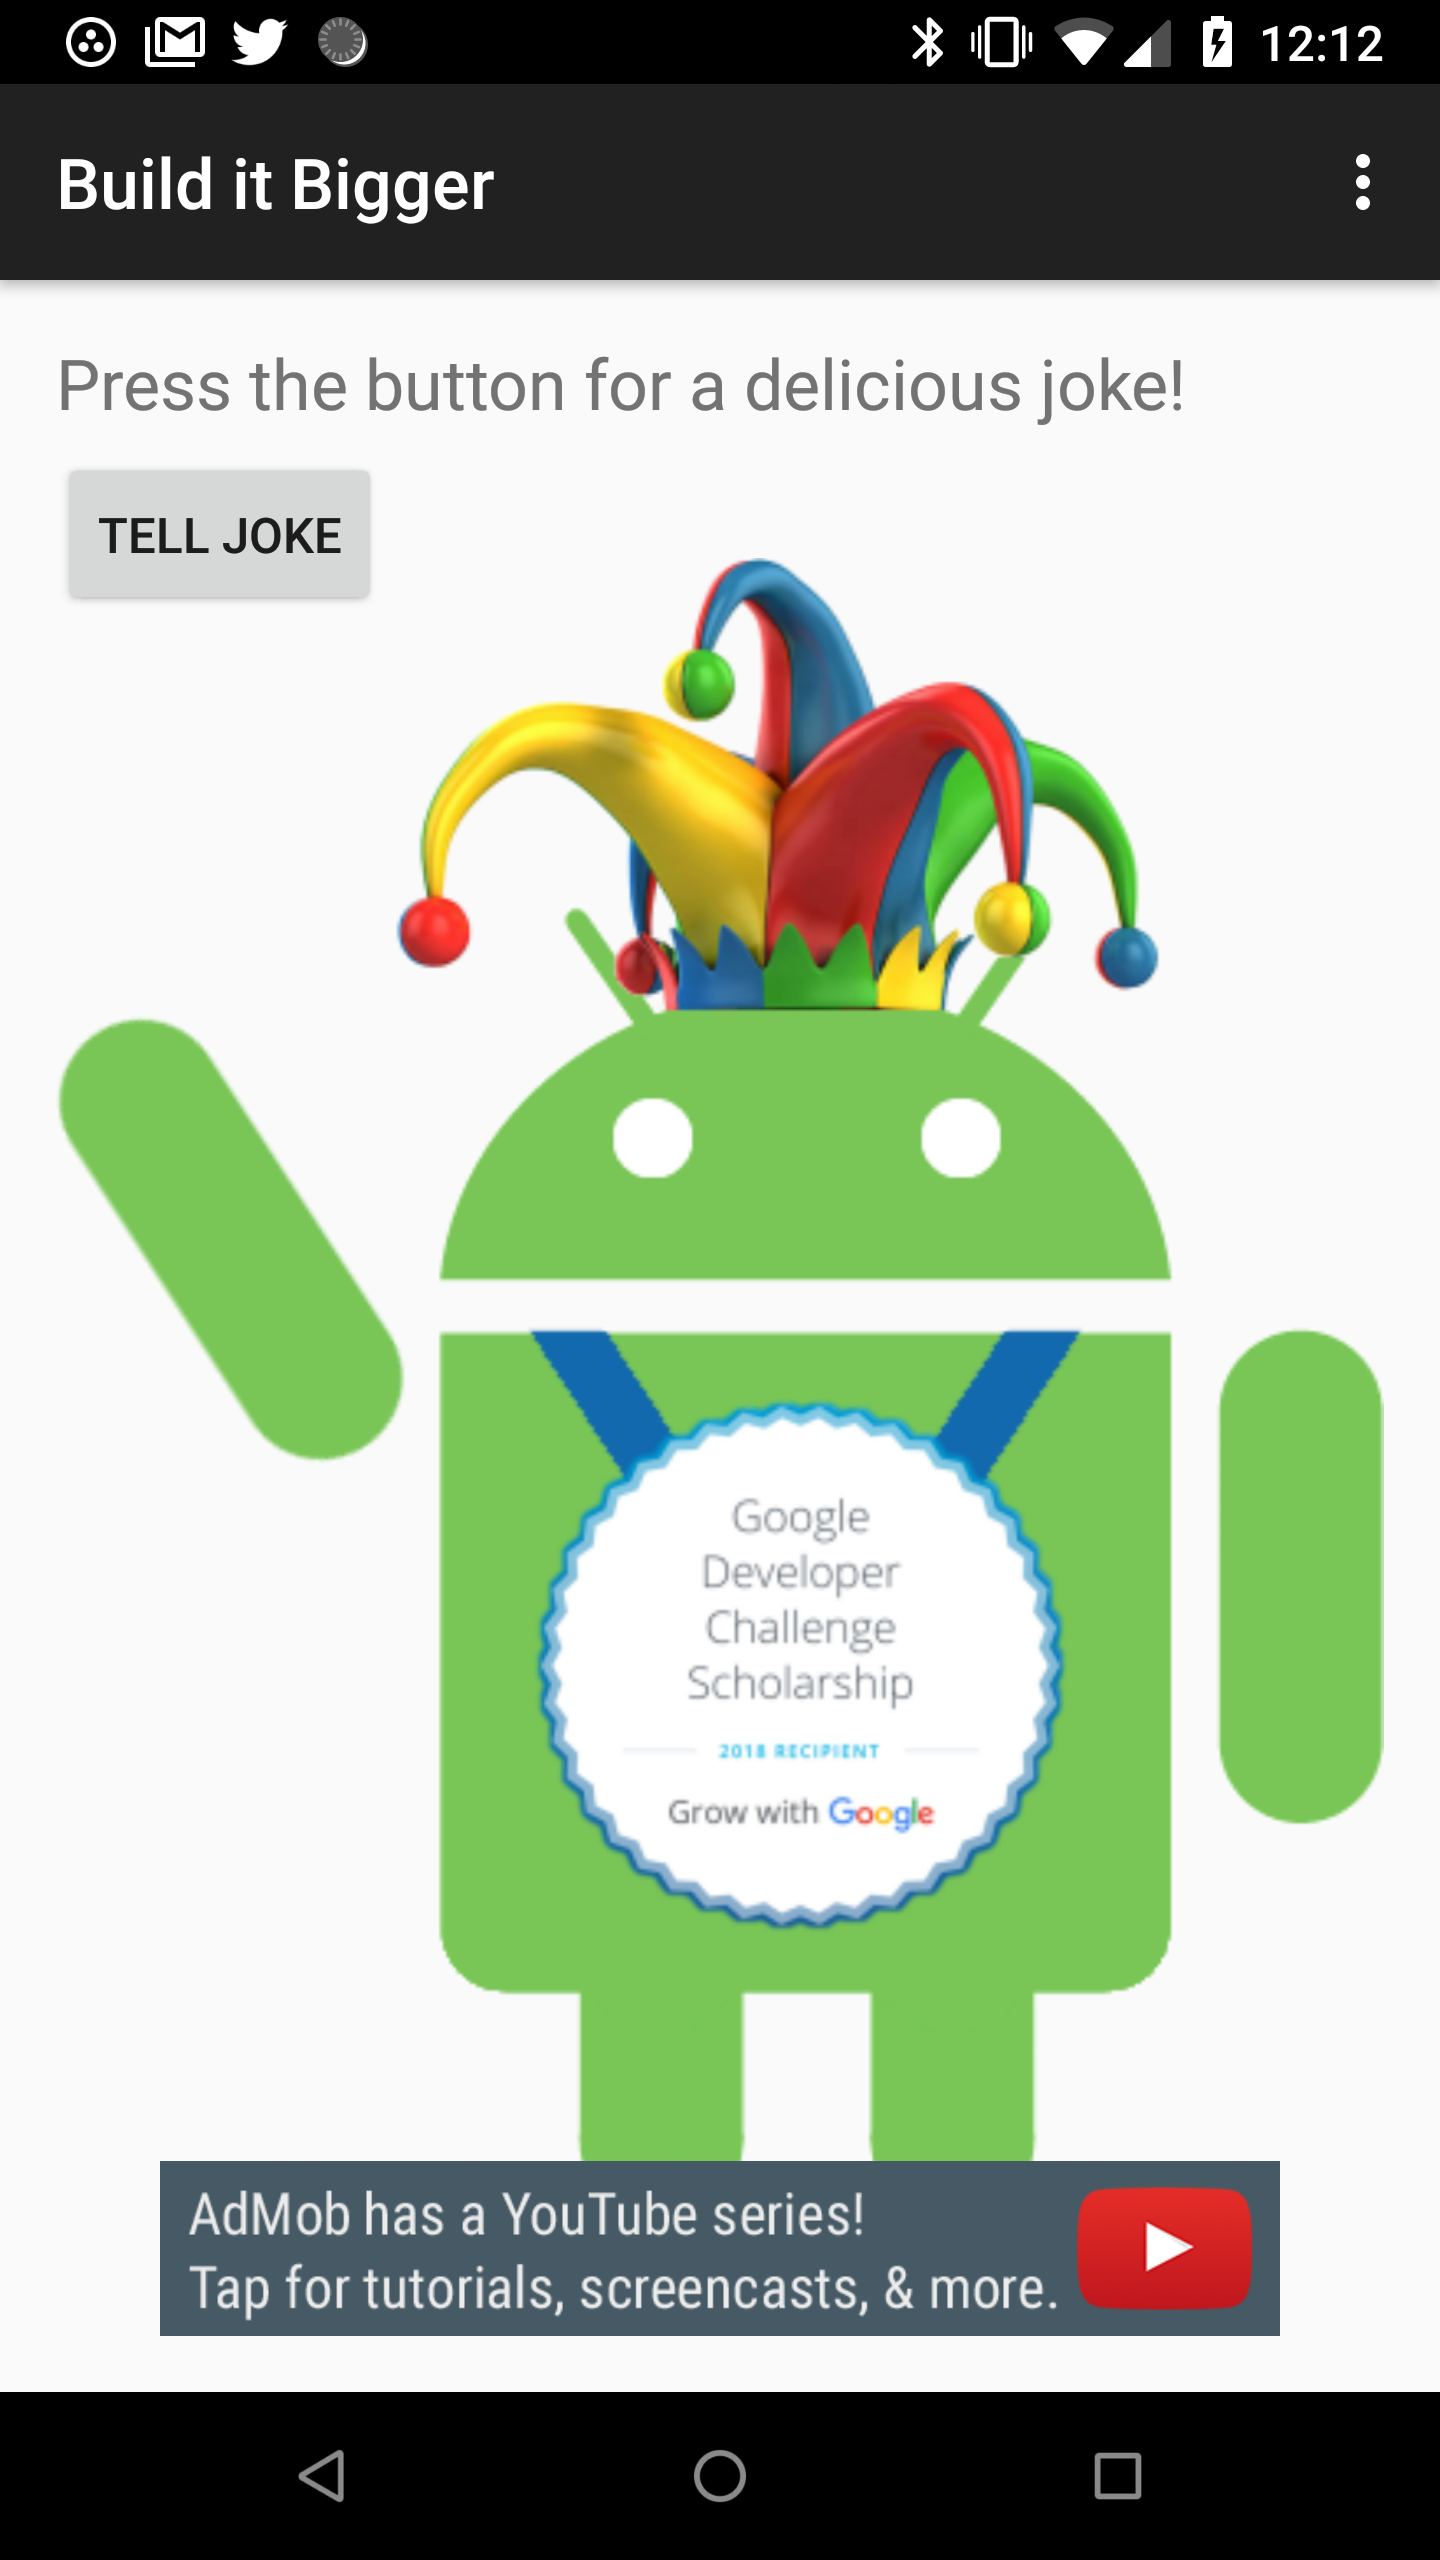 12:12
Build it Bigger
Press the button for a delicious joke!
TELL JOKE
Google
Developer
Challenge
Scholarship
2018 RECIPIENT
Grow with Google
AdMob has a YouTube series!
Tap for tutorials, screencasts, & more.